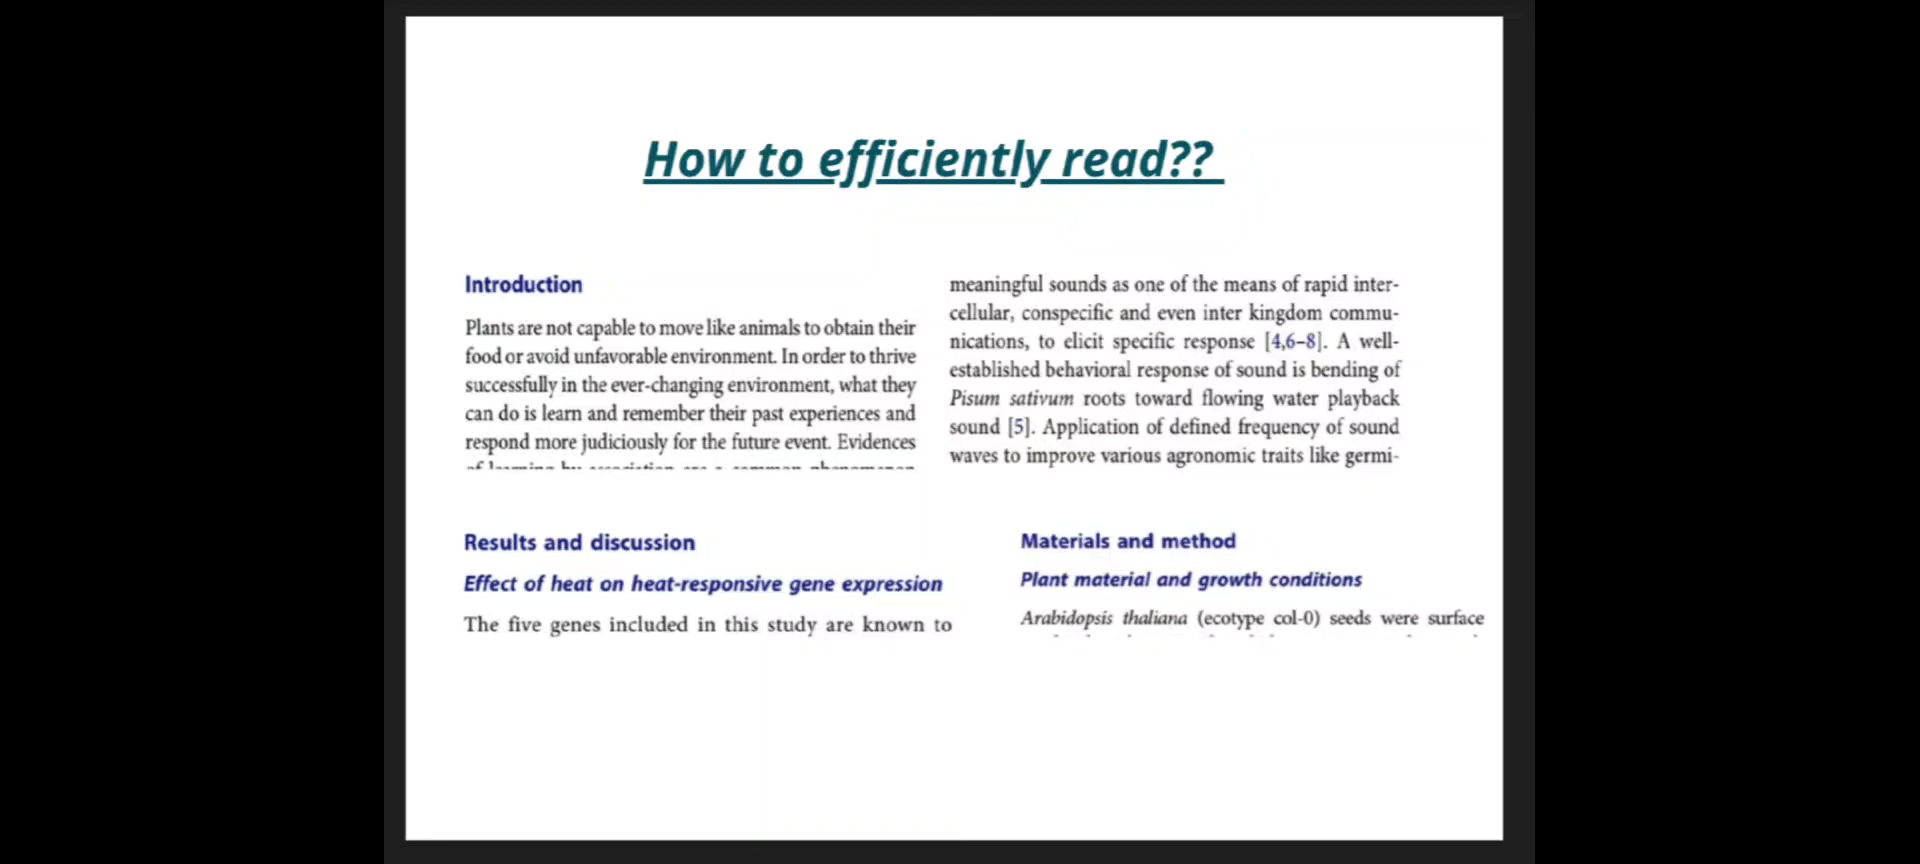 How to efficiently read??
Introduction
Plants are not capable to move like animals to obtain their
food or avoid unfavorable environment. In order to thrive
successfully in the ever-changing environment, what they
can do is learn and remember their past experiences and
respond more judiciously for the future event. Evidences
meaningful sounds as one of the means of rapid inter-
cellular, conspecific and even inter kingdom commu-
nications, to elicit specific response [4,6–8]. A well-
established behavioral response of sound is bending of
Pisum sativum roots toward flowing water playback
sound [5]. Application of defined frequency of sound
waves to improve various agronomic traits like germi-
Results and discussion
Effect of heat on heat-responsive gene expression
The five genes included in this study are known to
Materials and method
Plant material and growth conditions
Arabidopsis thaliana (ecotype col-0) seeds were surface